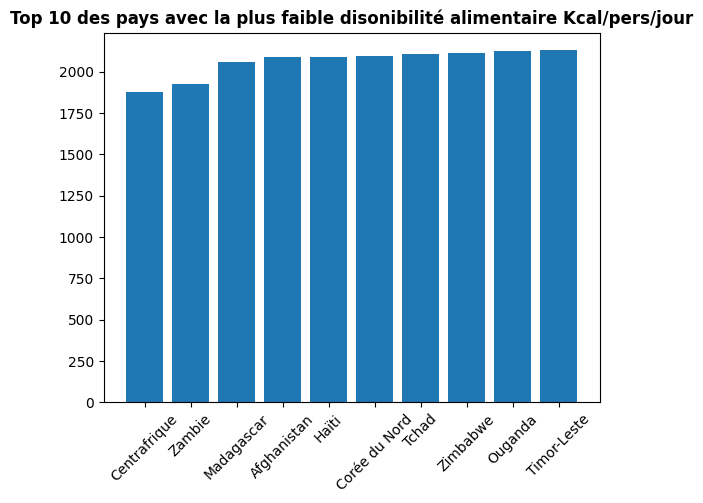 Top 10 des pays avec la plus faible disonibilité alimentaire Kcal/pers/jour
2000
1750
1500
1250
1000
750
500
250
0
Centrafrique
Zambie
Madagascar
Afghanistan
Haïti
Corée du Nord
Tchad
Zimbabwe
Ouganda
Timor-Leste